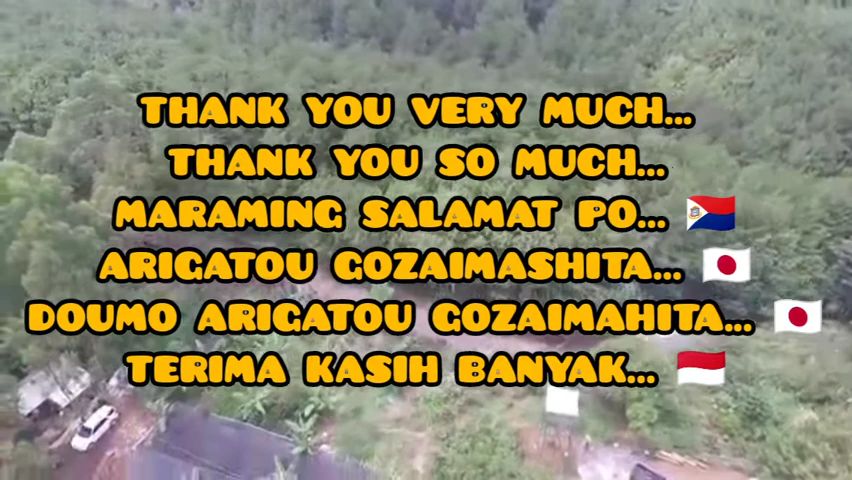 THANK YOU VERY MUCH...
THANK YOU SO MUCH...
MARAMING SALAMAT PO... 🇸🇽
ARIGATOU GOZAIMASHITA... 🇯🇵
DOUMO ARIGATOU GOZAIMAHITA... 🇯🇵
TERIMA KASIH BANYAK... 🇮🇩